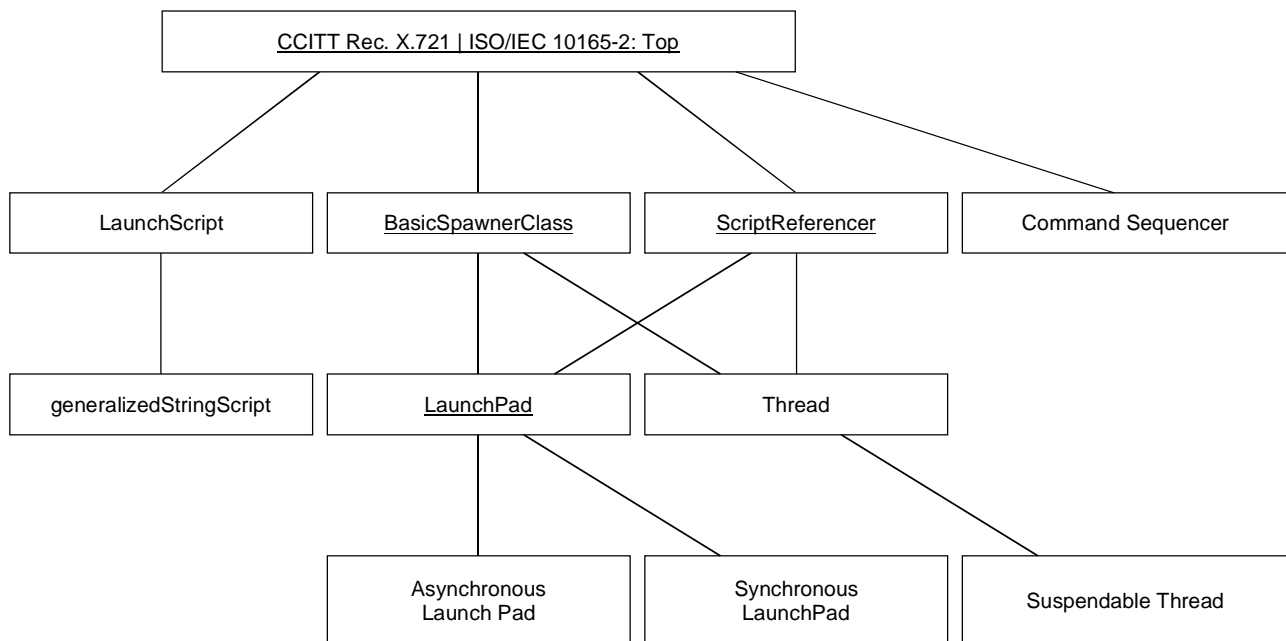 CCITT Rec. X.721 | ISO/IEC 10165-2: Top
LaunchScript
BasicSpawnerClass
ScriptReferencer
Command Sequencer
generalizedStringScript
LaunchPad
Thread
Asynchronous
Launch Pad
Synchronous
LaunchPad
Suspendable Thread